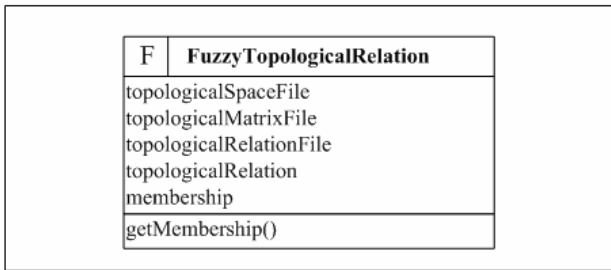 F FuzzyTopologicalRelation
topologicalSpaceFile
topologicalMatrixFile
topologicalRelationFile
topologicalRelation
membership
getMembership()